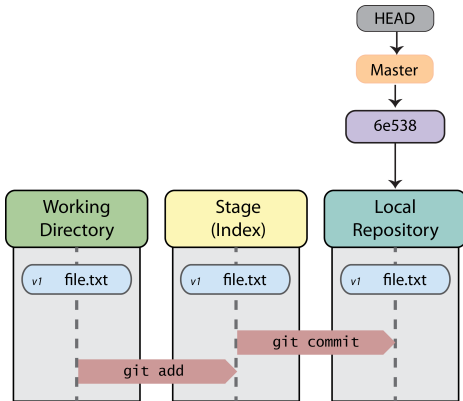 HEAD
Master
6e538
Working
Directory
Stage
(Index)
Local
Repository
v1 file.txt
v1 file.txt
v1 file.txt
git commit
git add